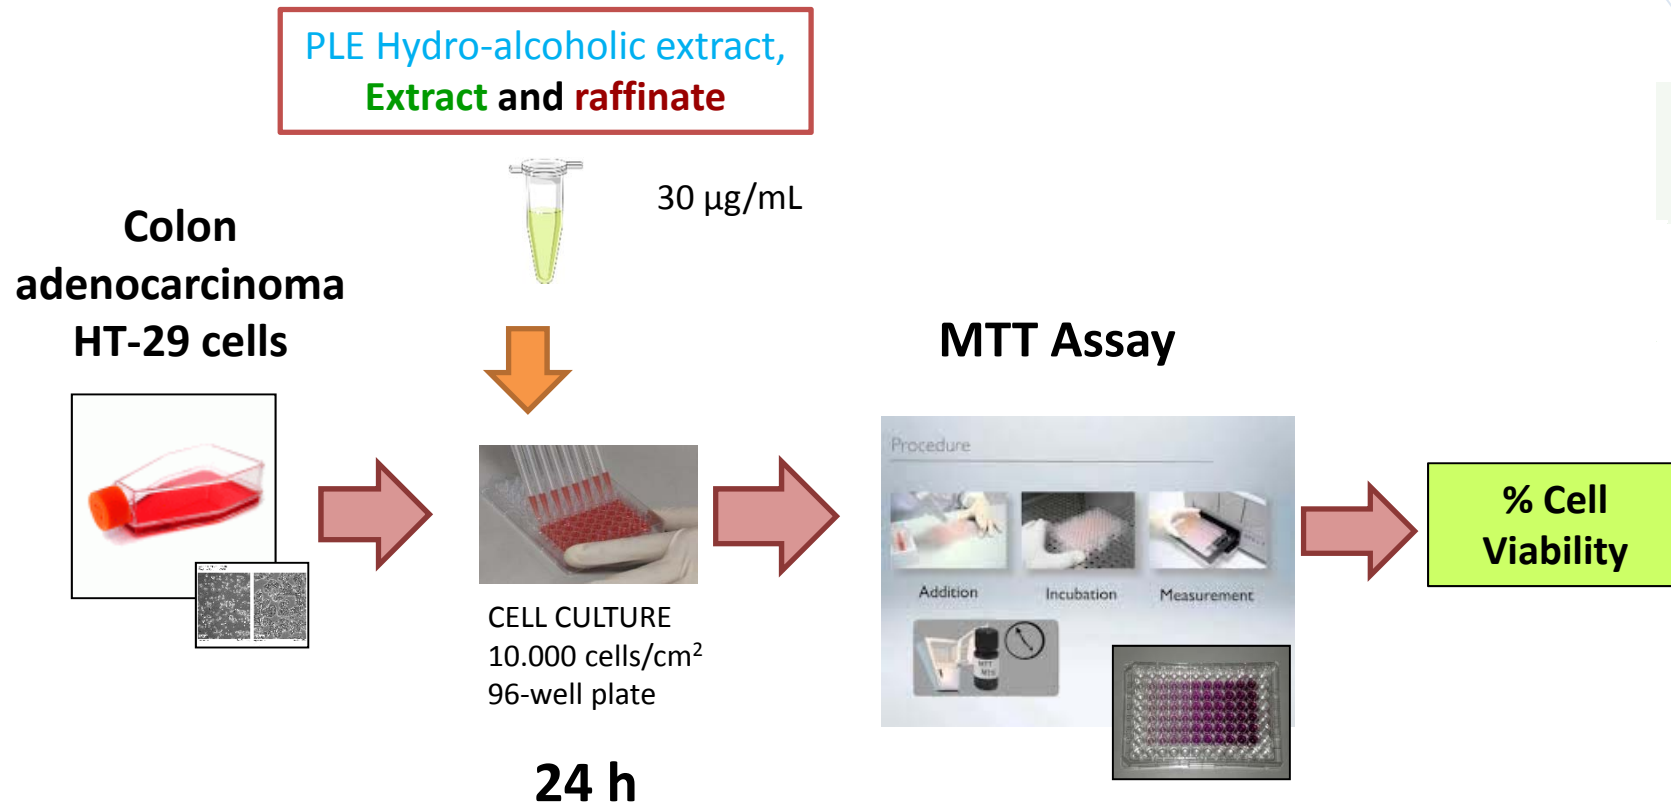 PLE Hydro-alcoholic extract,
Extract and raffinate
30 µg/mL
Colon
adenocarcinoma
HT-29 cells
MTT Assay
Procedure
Addition
Incubation
Measurement
MTT
% Cell
Viability
CELL CULTURE
10.000 cells/cm²
96-well plate
24 h